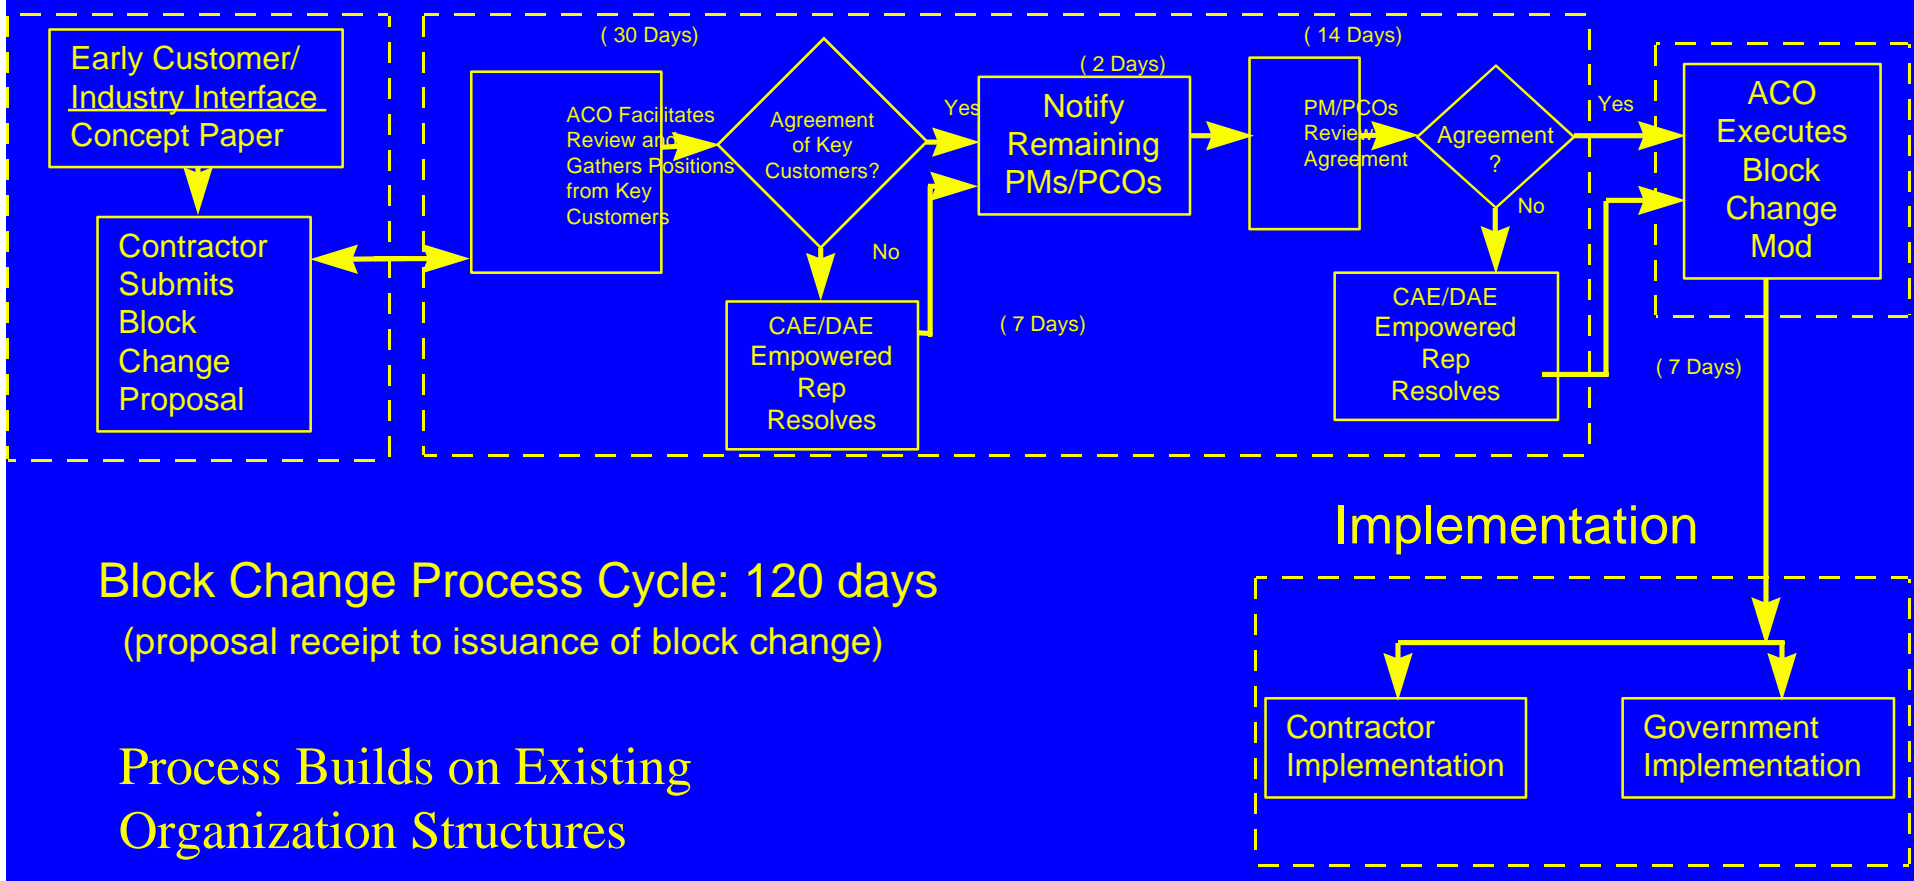 Early Customer/
Industry Interface
Concept Paper
Contractor
Submits
Block
Change
Proposal
( 30 Days)
ACO Facilitates
Review and
Gathers Positions
from Key
Customers
Agreement
of Key
Customers?
Yes
No
CAE/DAE
Empowered
Rep
Resolves
( 7 Days)
( 2 Days)
Notify
Remaining
PMs/PCOs
( 14 Days)
PM/PCOs
Review
Agreement
Agreement
?
Yes
No
CAE/DAE
Empowered
Rep
Resolves
( 7 Days)
ACO
Executes
Block
Change
Mod
Implementation
Contractor
Implementation
Government
Implementation
Block Change Process Cycle: 120 days
(proposal receipt to issuance of block change)
Process Builds on Existing
Organization Structures